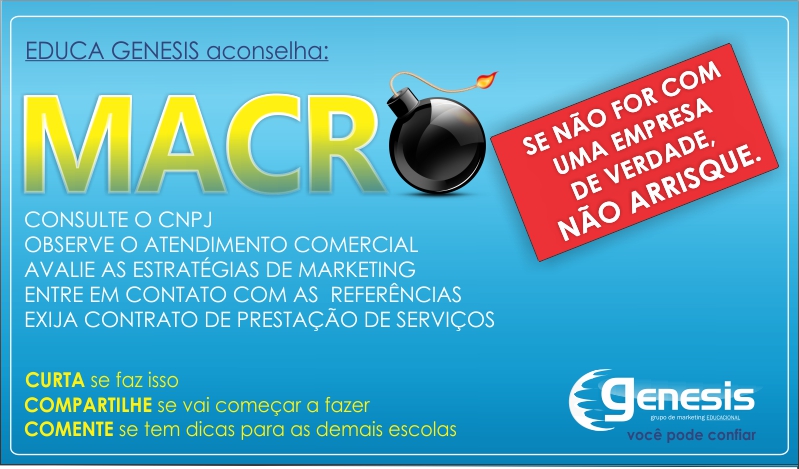 EDUCA GENESIS aconselha:
MACR
SE NÃO FOR COM
UMA EMPRESA
DE VERDADE,
NÃO ARRISQUE.
CONSULTE O CNPJ
OBSERVE O ATENDIMENTO COMERCIAL
AVALIE AS ESTRATÉGIAS DE MARKETING
ENTRE EM CONTATO COM AS REFERÊNCIAS
EXIJA CONTRATO DE PRESTAÇÃO DE SERVIÇOS
CURTA se faz isso
COMPARTILHE se vai começar a fazer
COMENTE se tem dicas para as demais escolas
genesis
grupo de marketing EDUCACIONAL
você pode confiar